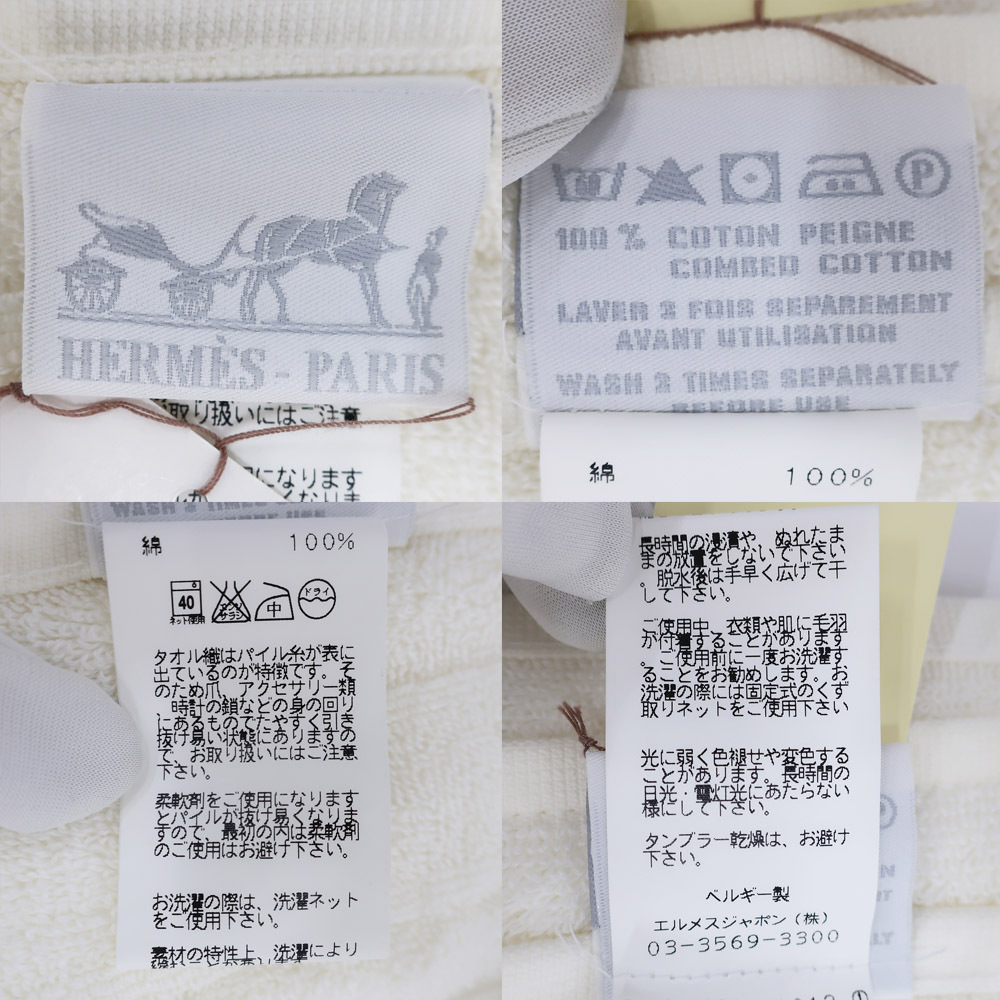 HERMÈS - PARIS
取り扱いにはご注意
になります
くなりま
P
100 % COTON PEIGNE
COMBED COTTON
LAVER 2 FOIS SEPAREMENT
AVANT UTILISATION
WASH 2 TIMES SEPARATELY
BEFORE USE
綿 100%
綿 100%
40 中 ドライ
ネット使用 エンソ サラシ
タオル織はパイル糸が表に
出ているのが特徴です。そ
のため爪、アクセサリー類
、時計の鎖などの身の回り
にあるものでたやすく引き
抜け易い状態にありますの
で、お取り扱いにはご注意
下さい。
柔軟剤をご使用になります
とパイルが抜け易くなりま
すので、最初の内は柔軟剤
のご使用はお避け下さい。
お洗濯の際は、洗濯ネット
をご使用下さい。
素材の特性上、洗濯により
長時間の浸漬や、ぬれたま
まの放置をしないで下さい
。脱水後は手早く広げて干
して下さい。
ご使用中、衣類や肌に毛羽
が付着することがあります
。ご使用前に一度お洗濯す
ることをお勧めします。お
洗濯の際には固定式のくず
取りネットをご使用下さい
光に弱く色褪せや変色する
ことがあります。長時間の
日光・電灯光にあたらない
様にして下さい。
タンブラー乾燥は、お避け
下さい。
ベルギー製
エルメスジャポン（株）
03-3569-3300